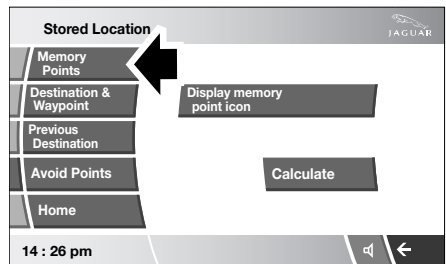 Stored Location
JAGUAR
Memory
Points
Destination &
Waypoint
Display memory
point icon
Previous
Destination
Avoid Points
Calculate
Home
14 : 26 pm